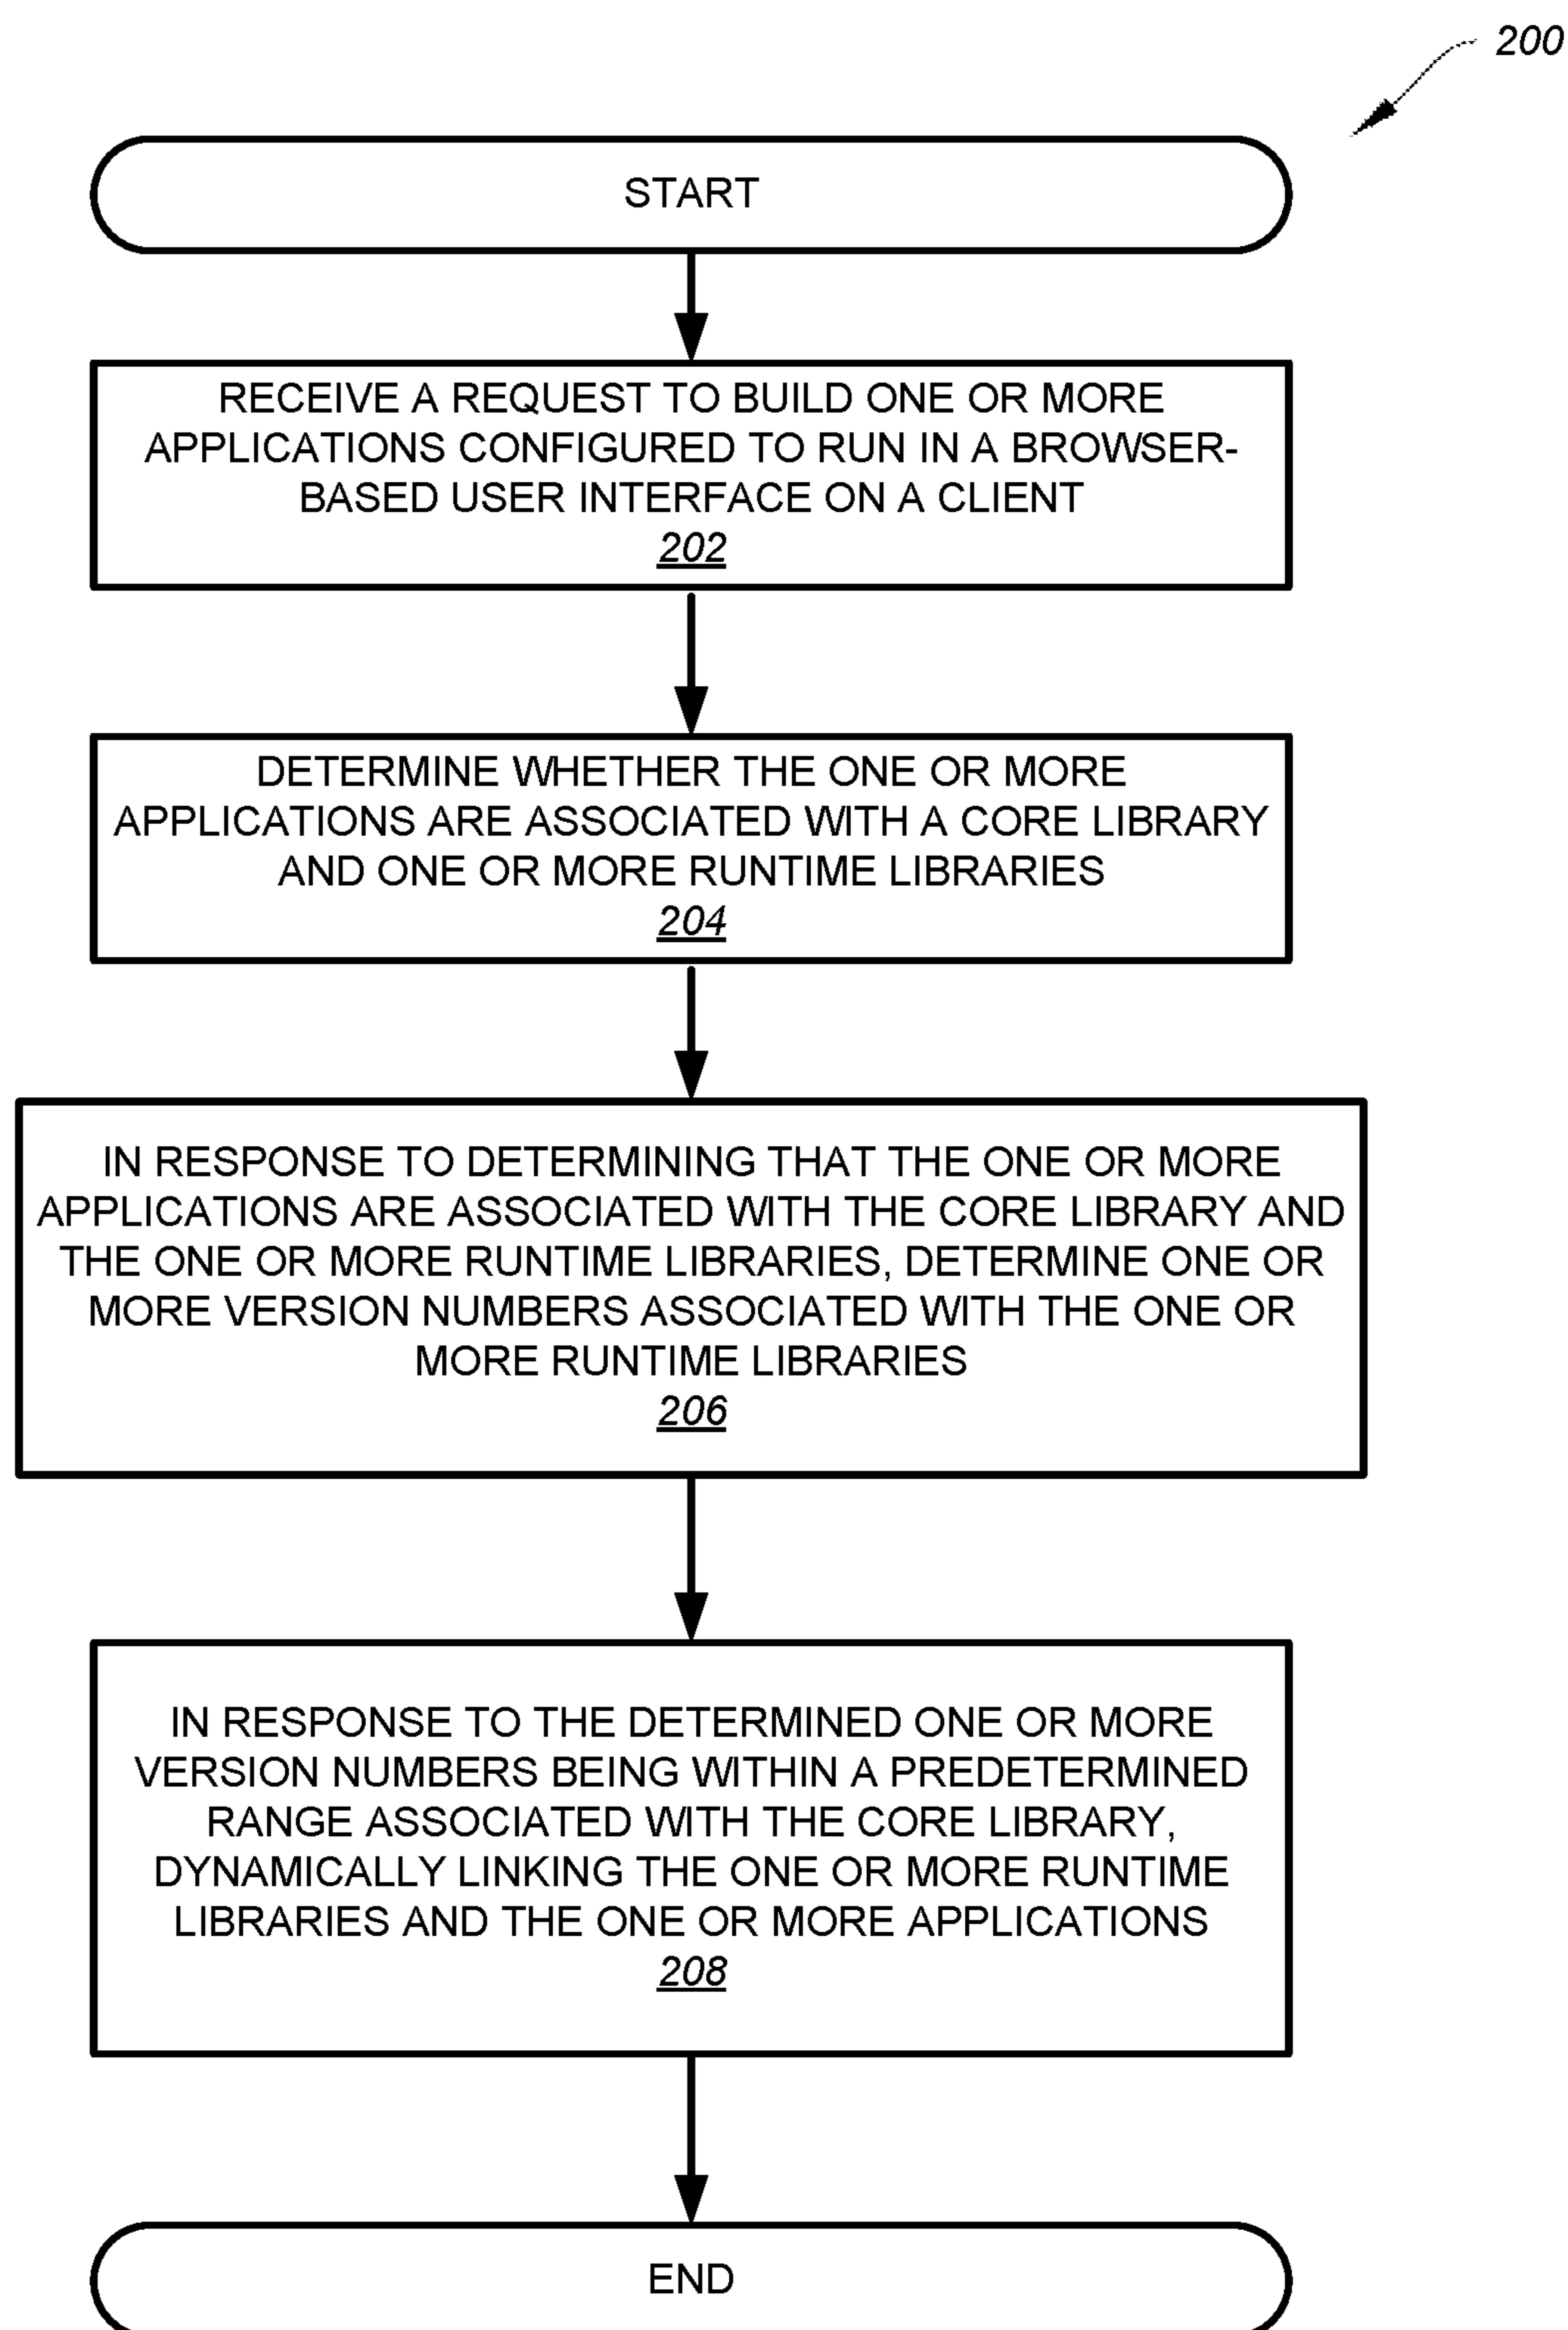 200
START
RECEIVE A REQUEST TO BUILD ONE OR MORE
APPLICATIONS CONFIGURED TO RUN IN A BROWSER-
BASED USER INTERFACE ON A CLIENT
202
DETERMINE WHETHER THE ONE OR MORE
APPLICATIONS ARE ASSOCIATED WITH A CORE LIBRARY
AND ONE OR MORE RUNTIME LIBRARIES
204
IN RESPONSE TO DETERMINING THAT THE ONE OR MORE
APPLICATIONS ARE ASSOCIATED WITH THE CORE LIBRARY AND
THE ONE OR MORE RUNTIME LIBRARIES, DETERMINE ONE OR
MORE VERSION NUMBERS ASSOCIATED WITH THE ONE OR
MORE RUNTIME LIBRARIES
206
IN RESPONSE TO THE DETERMINED ONE OR MORE
VERSION NUMBERS BEING WITHIN A PREDETERMINED
RANGE ASSOCIATED WITH THE CORE LIBRARY,
DYNAMICALLY LINKING THE ONE OR MORE RUNTIME
LIBRARIES AND THE ONE OR MORE APPLICATIONS
208
END